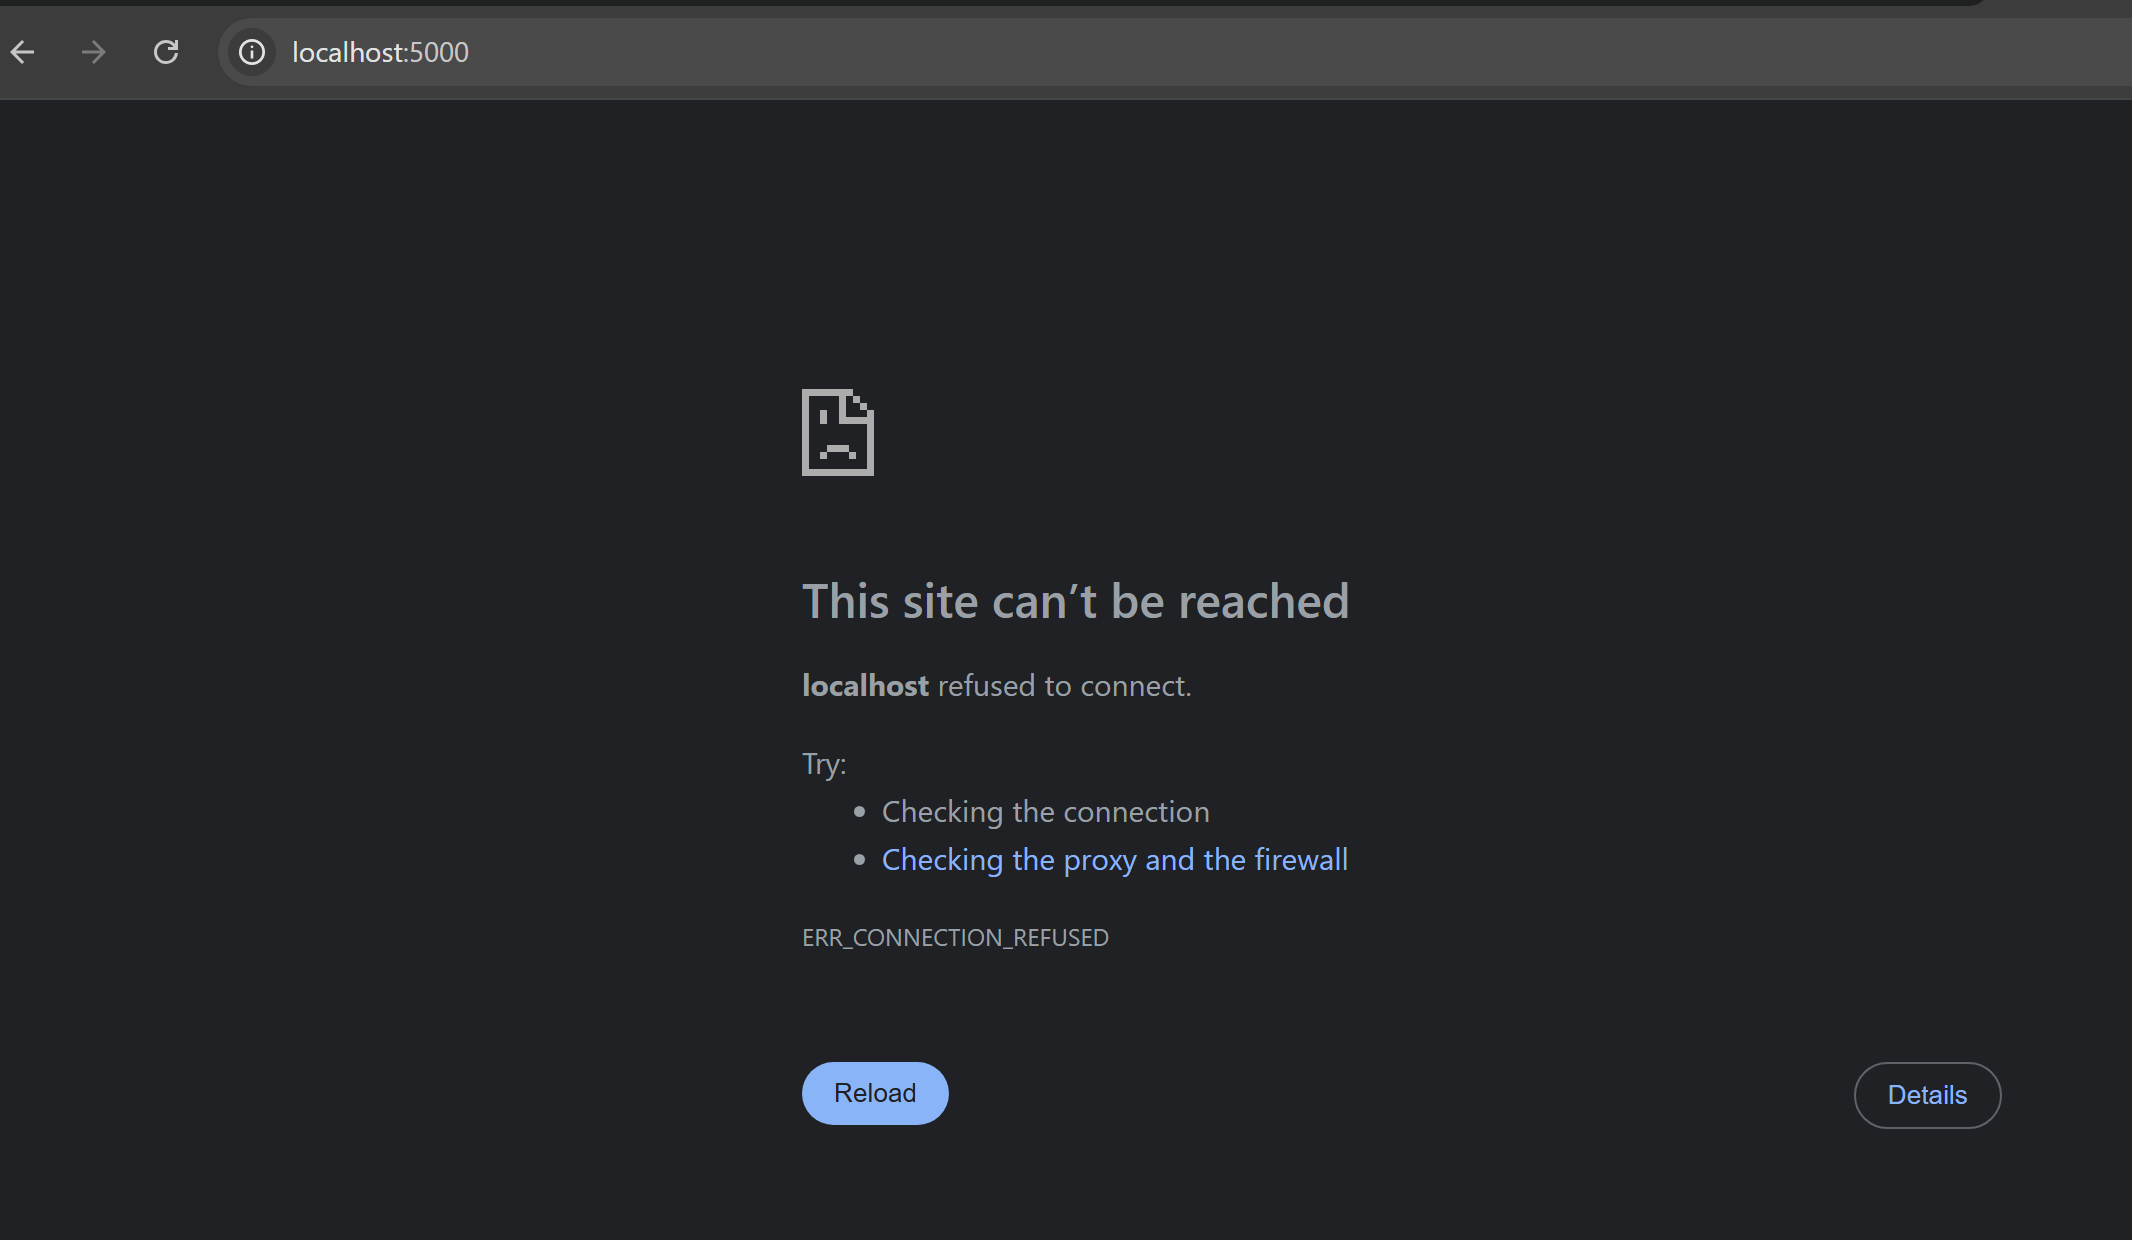 localhost:5000
This site can’t be reached
localhost refused to connect.
Try:
Checking the connection
Checking the proxy and the firewall
ERR_CONNECTION_REFUSED
Reload
Details